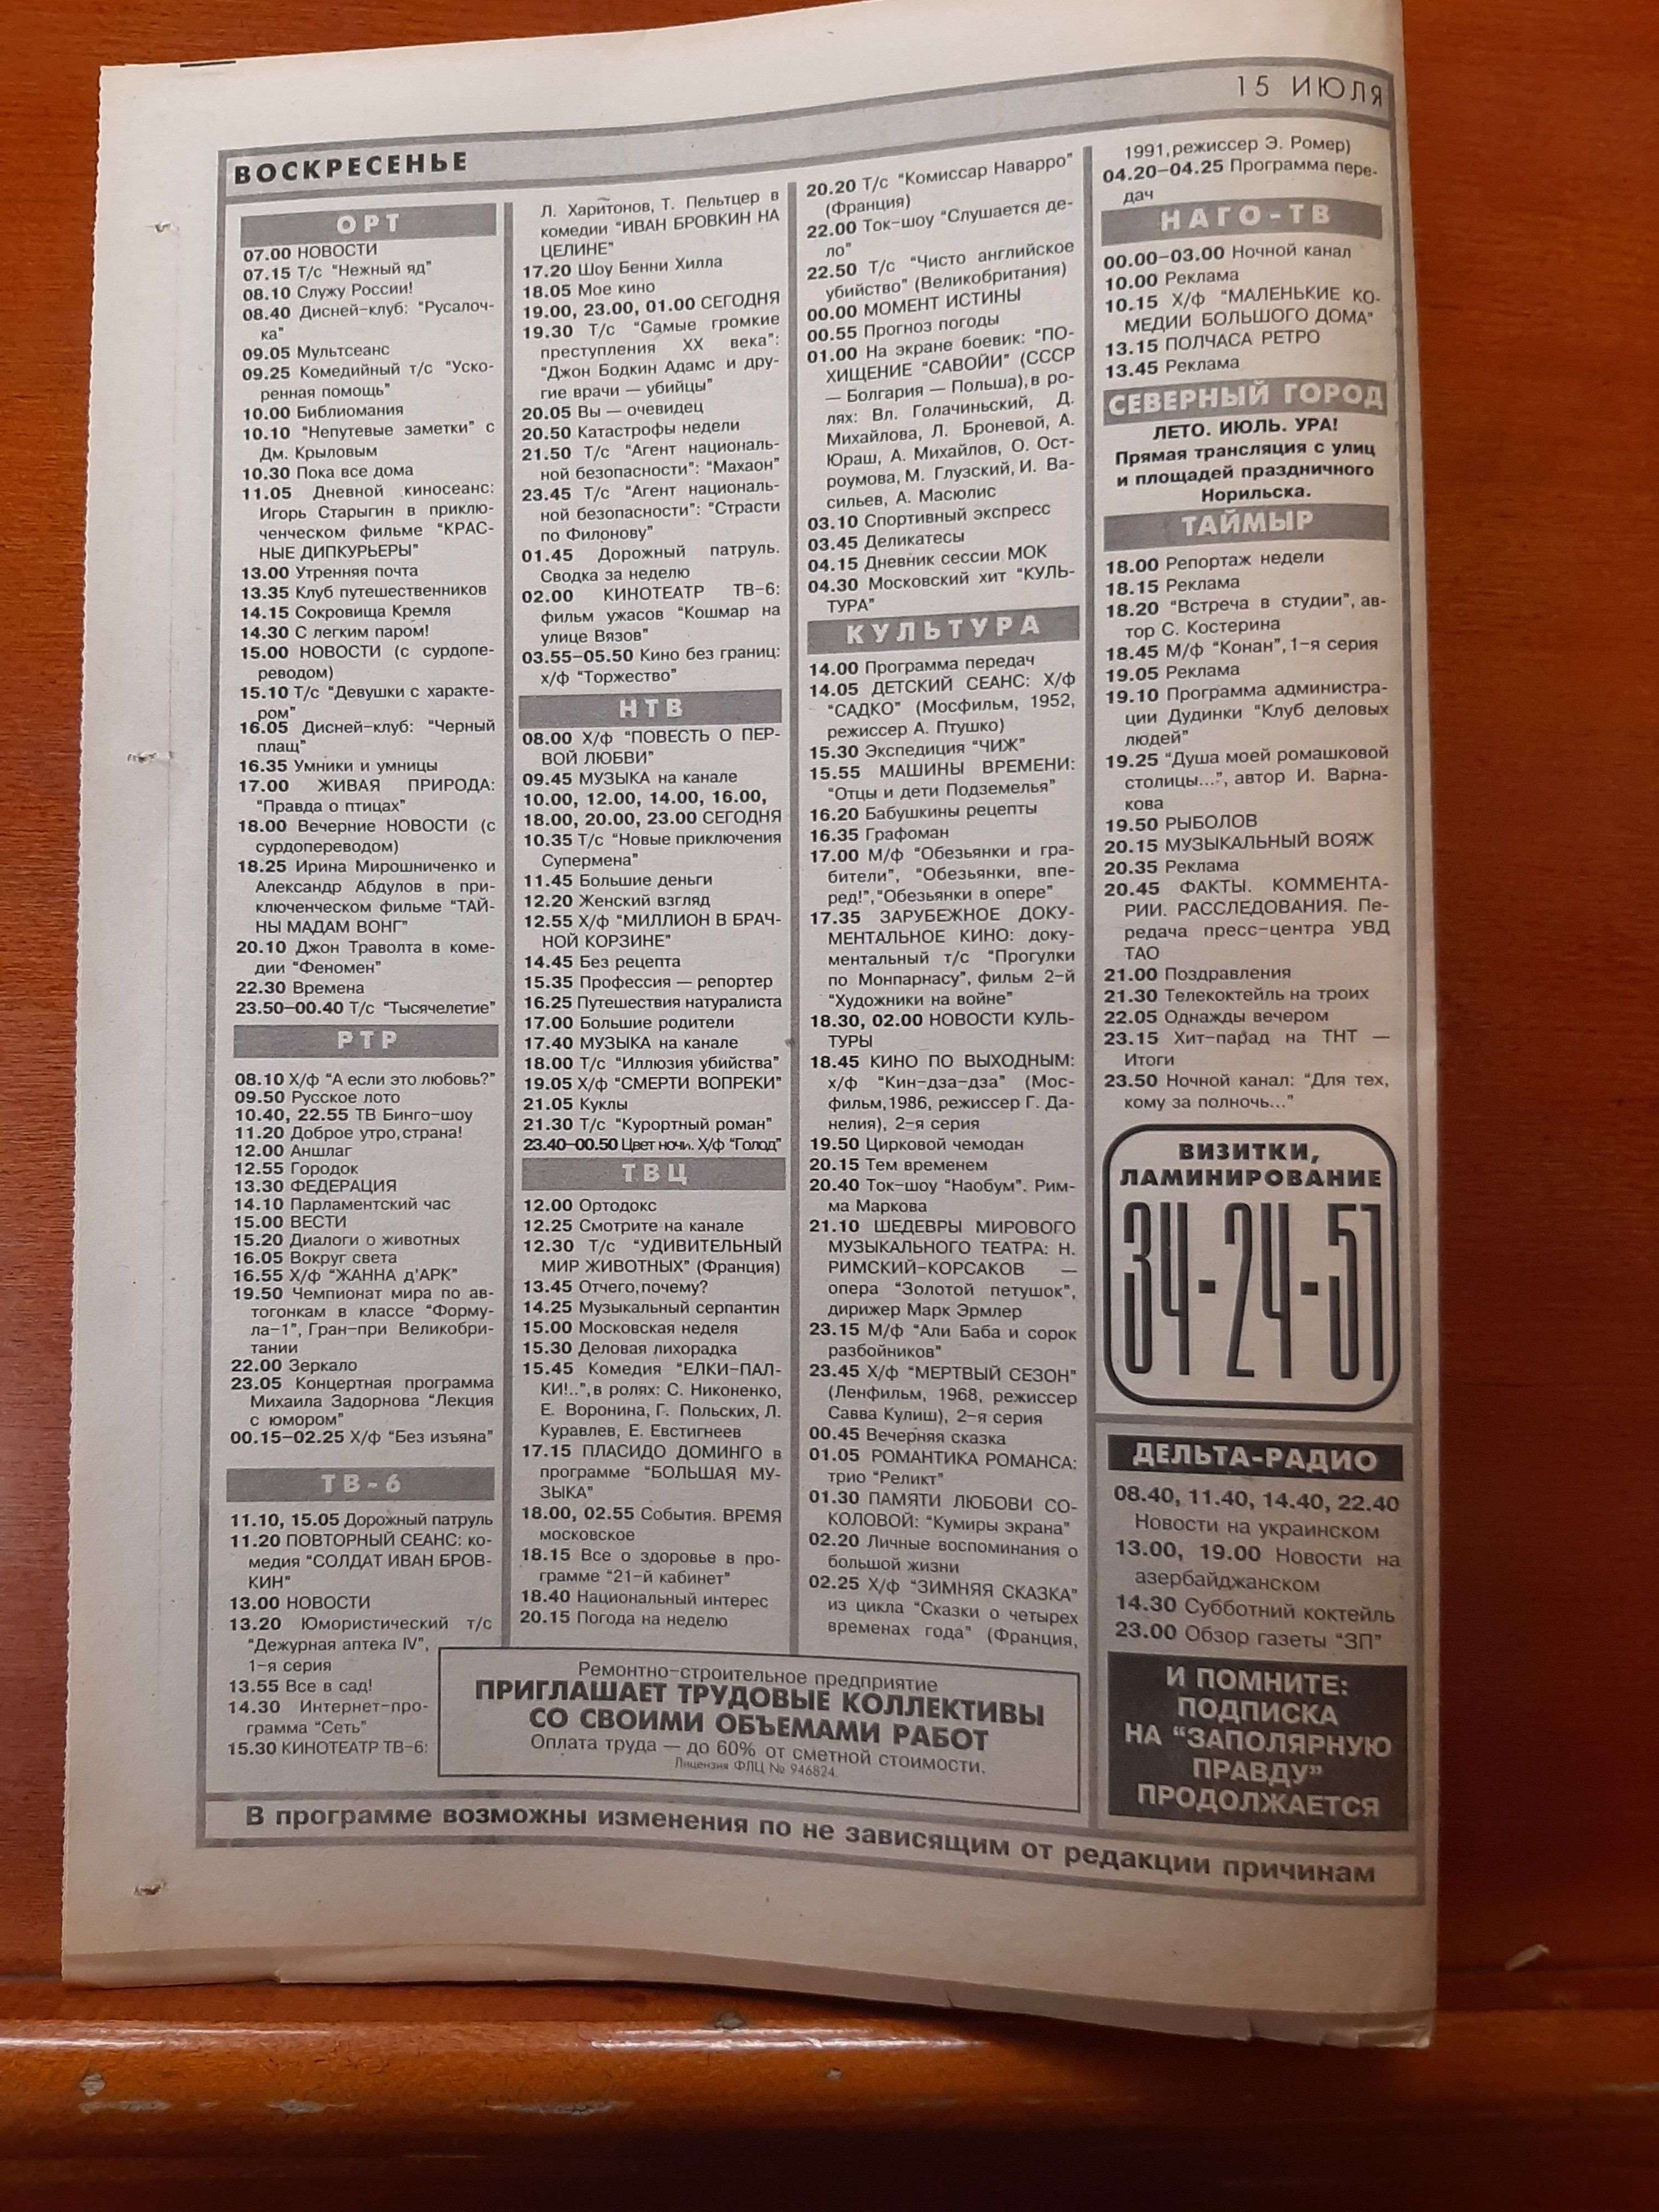 15 ИЮЛЯ
ВОСКРЕСЕНЬЕ
ОРТ
07.00 НОВОСТИ
07.15 Т/с "Нежный яд"
08.10 Служу России!
08.40 Дисней-клуб: "Русалоч-
ка"
09.05 Мультсеанс
09.25 Комедийный т/с "Уско-
ренная помощь"
10.00 Библиомания
10.10 "Непутевые заметки" с
Дм. Крыловым
10.30 Пока все дома
11.05 Дневной киносеанс:
Игорь Старыгин в приклю-
ченческом фильме "КРАС-
НЫЕ ДИПКУРЬЕРЫ"
13.00 Утренняя почта
13.35 Клуб путешественников
14.15 Сокровища Кремля
14.30 С легким паром!
15.00 НОВОСТИ (с сурдопе-
реводом)
15.10 Т/с "Девушки с характе-
ром"
16.05 Дисней-клуб: "Черный
плащ"
16.35 Умники и умницы
17.00 ЖИВАЯ ПРИРОДА:
"Правда о птицах"
18.00 Вечерние НОВОСТИ (с
сурдопереводом)
18.25 Ирина Мирошниченко и
Александр Абдулов в при-
ключенческом фильме "ТАЙ-
НЫ МАДАМ ВОНГ"
20.10 Джон Траволта в коме-
дии "Феномен"
22.30 Времена
23.50-00.40 Т/с "Тысячелетие"
РТР
08.10 Х/ф "А если это любовь?"
09.50 Русское лото
10.40, 22.55 ТВ Бинго-шоу
11.20 Доброе утро, страна!
12.00 Аншлаг
12.55 Городок
13.30 ФЕДЕРАЦИЯ
14.10 Парламентский час
15.00 ВЕСТИ
15.20 Диалоги о животных
16.05 Вокруг света
16.55 Х/ф "ЖАННА д'АРК"
19.50 Чемпионат мира по ав-
тогонкам в классе "Форму-
ла-1", Гран-при Великобри-
тании
22.00 Зеркало
23.05 Концертная программа
Михаила Задорнова "Лекция
с юмором"
00.15-02.25 Х/ф "Без изъяна"
ТВ-6
11.10, 15.05 Дорожный патруль
11.20 ПОВТОРНЫЙ СЕАНС: ко-
медия "СОЛДАТ ИВАН БРОВ-
КИН"
13.00 НОВОСТИ
13.20 Юмористический т/с
"Дежурная аптека IV",
1-я серия
13.55 Все в сад!
14.30 Интернет-про-
грамма "Сеть"
15.30 КИНОТЕАТР ТВ-6:
Л. Харитонов, Т. Пельтцер в
комедии "ИВАН БРОВКИН НА
ЦЕЛИНЕ"
17.20 Шоу Бенни Хилла
18.05 Мое кино
19.00, 23.00, 01.00 СЕГОДНЯ
19.30 Т/с "Самые громкие
преступления XX века":
"Джон Бодкин Адамс и дру-
гие врачи — убийцы"
20.05 Вы — очевидец
20.50 Катастрофы недели
21.50 Т/с "Агент националь-
ной безопасности": "Махаон"
23.45 Т/с "Агент националь-
ной безопасности": "Страсти
по Филонову"
01.45 Дорожный патруль.
Сводка за неделю
02.00 КИНОТЕАТР ТВ-6:
фильм ужасов "Кошмар на
улице Вязов"
03.55-05.50 Кино без границ:
х/ф "Торжество"
НТВ
08.00 Х/ф "ПОВЕСТЬ О ПЕР-
ВОЙ ЛЮБВИ"
09.45 МУЗЫКА на канале
10.00, 12.00, 14.00, 16.00,
18.00, 20.00, 23.00 СЕГОДНЯ
10.35 Т/с "Новые приключения
Супермена"
11.45 Большие деньги
12.20 Женский взгляд
12.55 Х/ф "МИЛЛИОН В БРАЧ-
НОЙ КОРЗИНЕ"
14.45 Без рецепта
15.35 Профессия — репортер
16.25 Путешествия натуралиста
17.00 Большие родители
17.40 МУЗЫКА на канале
18.00 Т/с "Иллюзия убийства"
19.05 Х/ф "СМЕРТИ ВОПРЕКИ"
21.05 Куклы
21.30 Т/с "Курортный роман"
23.40-00.50 Цвет ночи. Х/ф "Голод"
ТВЦ
12.00 Ортодокс
12.25 Смотрите на канале
12.30 Т/с "УДИВИТЕЛЬНЫЙ
МИР ЖИВОТНЫХ" (Франция)
13.45 Отчего, почему?
14.25 Музыкальный серпантин
15.00 Московская неделя
15.30 Деловая лихорадка
15.45 Комедия "ЕЛКИ-ПАЛ-
КИ!..", в ролях: С. Никоненко,
Е. Воронина, Г. Польских, Л.
Куравлев, Е. Евстигнеев
17.15 ПЛАСИДО ДОМИНГО в
программе "БОЛЬШАЯ МУ-
ЗЫКА"
18.00, 02.55 События. ВРЕМЯ
московское
18.15 Все о здоровье в про-
грамме "21-й кабинет"
18.40 Национальный интерес
20.15 Погода на неделю
20.20 Т/с "Комиссар Наварро"
(Франция)
22.00 Ток-шоу "Слушается де-
ло"
22.50 Т/с "Чисто английское
убийство" (Великобритания)
00.00 МОМЕНТ ИСТИНЫ
00.55 Прогноз погоды
01.00 На экране боевик: "ПО-
ХИЩЕНИЕ "САВОЙИ" (СССР
— Болгария — Польша), в ро-
лях: Вл. Голачиньский, Д.
Михайлова, Л. Броневой, А.
Юраш, А. Михайлов, О. Ост-
роумова, М. Глузский, И. Ва-
сильев, А. Масюлис
03.10 Спортивный экспресс
03.45 Деликатесы
04.15 Дневник сессии МОК
04.30 Московский хит "КУЛЬ-
ТУРА"
КУЛЬТУРА
14.00 Программа передач
14.05 ДЕТСКИЙ СЕАНС: Х/ф
"САДКО" (Мосфильм, 1952,
режиссер А. Птушко)
15.30 Экспедиция "ЧИЖ"
15.55 МАШИНЫ ВРЕМЕНИ:
"Отцы и дети Подземелья"
16.20 Бабушкины рецепты
16.35 Графоман
17.00 М/ф "Обезьянки и гра-
бители", "Обезьянки, впе-
ред!", "Обезьянки в опере"
17.35 ЗАРУБЕЖНОЕ ДОКУ-
МЕНТАЛЬНОЕ КИНО: доку-
ментальный т/с "Прогулки
по Монпарнасу", фильм 2-й
"Художники на войне"
18.30, 02.00 НОВОСТИ КУЛЬ-
ТУРЫ
18.45 КИНО ПО ВЫХОДНЫМ:
х/ф "Кин-дза-дза" (Мос-
фильм, 1986, режиссер Г. Да-
нелия), 2-я серия
19.50 Цирковой чемодан
20.15 Тем временем
20.40 Ток-шоу "Наобум". Рим-
ма Маркова
21.10 ШЕДЕВРЫ МИРОВОГО
МУЗЫКАЛЬНОГО ТЕАТРА: Н.
РИМСКИЙ-КОРСАКОВ —
опера "Золотой петушок",
дирижер Марк Эрмлер
23.15 М/ф "Али Баба и сорок
разбойников"
23.45 Х/ф "МЕРТВЫЙ СЕЗОН"
(Ленфильм, 1968, режиссер
Савва Кулиш), 2-я серия
00.45 Вечерняя сказка
01.05 РОМАНТИКА РОМАНСА:
трио "Реликт"
01.30 ПАМЯТИ ЛЮБОВИ СО-
КОЛОВОЙ: "Кумиры экрана"
02.20 Личные воспоминания о
большой жизни
02.25 Х/ф "ЗИМНЯЯ СКАЗКА"
из цикла "Сказки о четырех
временах года" (Франция,
1991, режиссер Э. Ромер)
04.20-04.25 Программа пере-
дач
НАГО-ТВ
00.00-03.00 Ночной канал
10.00 Реклама
10.15 Х/ф "МАЛЕНЬКИЕ КО-
МЕДИИ БОЛЬШОГО ДОМА"
13.15 ПОЛЧАСА РЕТРО
13.45 Реклама
СЕВЕРНЫЙ ГОРОД
ЛЕТО. ИЮЛЬ. УРА!
Прямая трансляция с улиц
и площадей праздничного
Норильска.
ТАЙМЫР
18.00 Репортаж недели
18.15 Реклама
18.20 "Встреча в студии", ав-
тор С. Костерина
18.45 М/ф "Конан", 1-я серия
19.05 Реклама
19.10 Программа администра-
ции Дудинки "Клуб деловых
людей"
19.25 "Душа моей ромашковой
столицы...", автор И. Варна-
кова
19.50 РЫБОЛОВ
20.15 МУЗЫКАЛЬНЫЙ ВОЯЖ
20.35 Реклама
20.45 ФАКТЫ. КОММЕНТА-
РИИ. РАССЛЕДОВАНИЯ. Пе-
редача пресс-центра УВД
ТАО
21.00 Поздравления
21.30 Телекоктейль на троих
22.05 Однажды вечером
23.15 Хит-парад на ТНТ —
Итоги
23.50 Ночной канал: "Для тех,
кому за полночь..."
ВИЗИТКИ,
ЛАМИНИРОВАНИЕ
34-24-51
ДЕЛЬТА-РАДИО
08.40, 11.40, 14.40, 22.40
Новости на украинском
13.00, 19.00 Новости на
азербайджанском
14.30 Субботний коктейль
23.00 Обзор газеты "ЗП"
И ПОМНИТЕ:
ПОДПИСКА
НА "ЗАПОЛЯРНУЮ
ПРАВДУ"
ПРОДОЛЖАЕТСЯ
Ремонтно-строительное предприятие
ПРИГЛАШАЕТ ТРУДОВЫЕ КОЛЛЕКТИВЫ
СО СВОИМИ ОБЪЕМАМИ РАБОТ
Оплата труда — до 60% от сметной стоимости.
Лицензия ФЛЦ № 946824.
В программе возможны изменения по не зависящим от редакции причинам